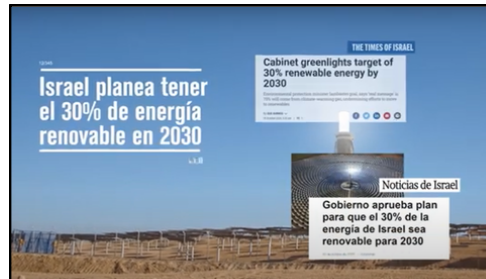 Israel planea tener
el 30% de energía
renovable en 2030
THE TIMES OF ISRAEL
Cabinet greenlights target of
30% renewable energy by
2030
Noticias de Israel
Gobierno aprueba plan
para que el 30% de la
energía de Israel sea
renovable para 2030